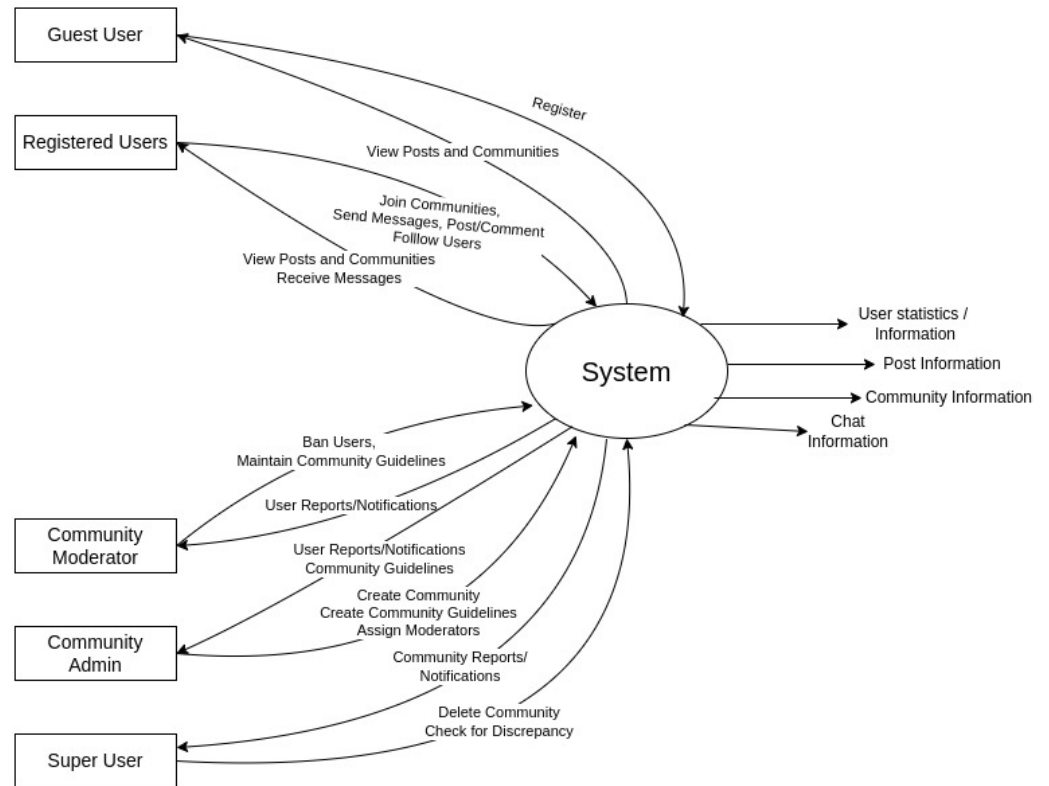 Guest User
Register
Registered Users
View Posts and Communities
Join Communities,
Send Messages, Post/Comment
Folllow Users
View Posts and Communities
Receive Messages
User statistics /
Information
System
Post Information
Community Information
Chat
Information
Ban Users,
Maintain Community Guidelines
User Reports/Notifications
Community
Moderator
User Reports/Notifications
Community Guidelines
Create Community
Create Community Guidelines
Assign Moderators
Community
Admin
Community Reports/
Notifications
Delete Community
Check for Discrepancy
Super User